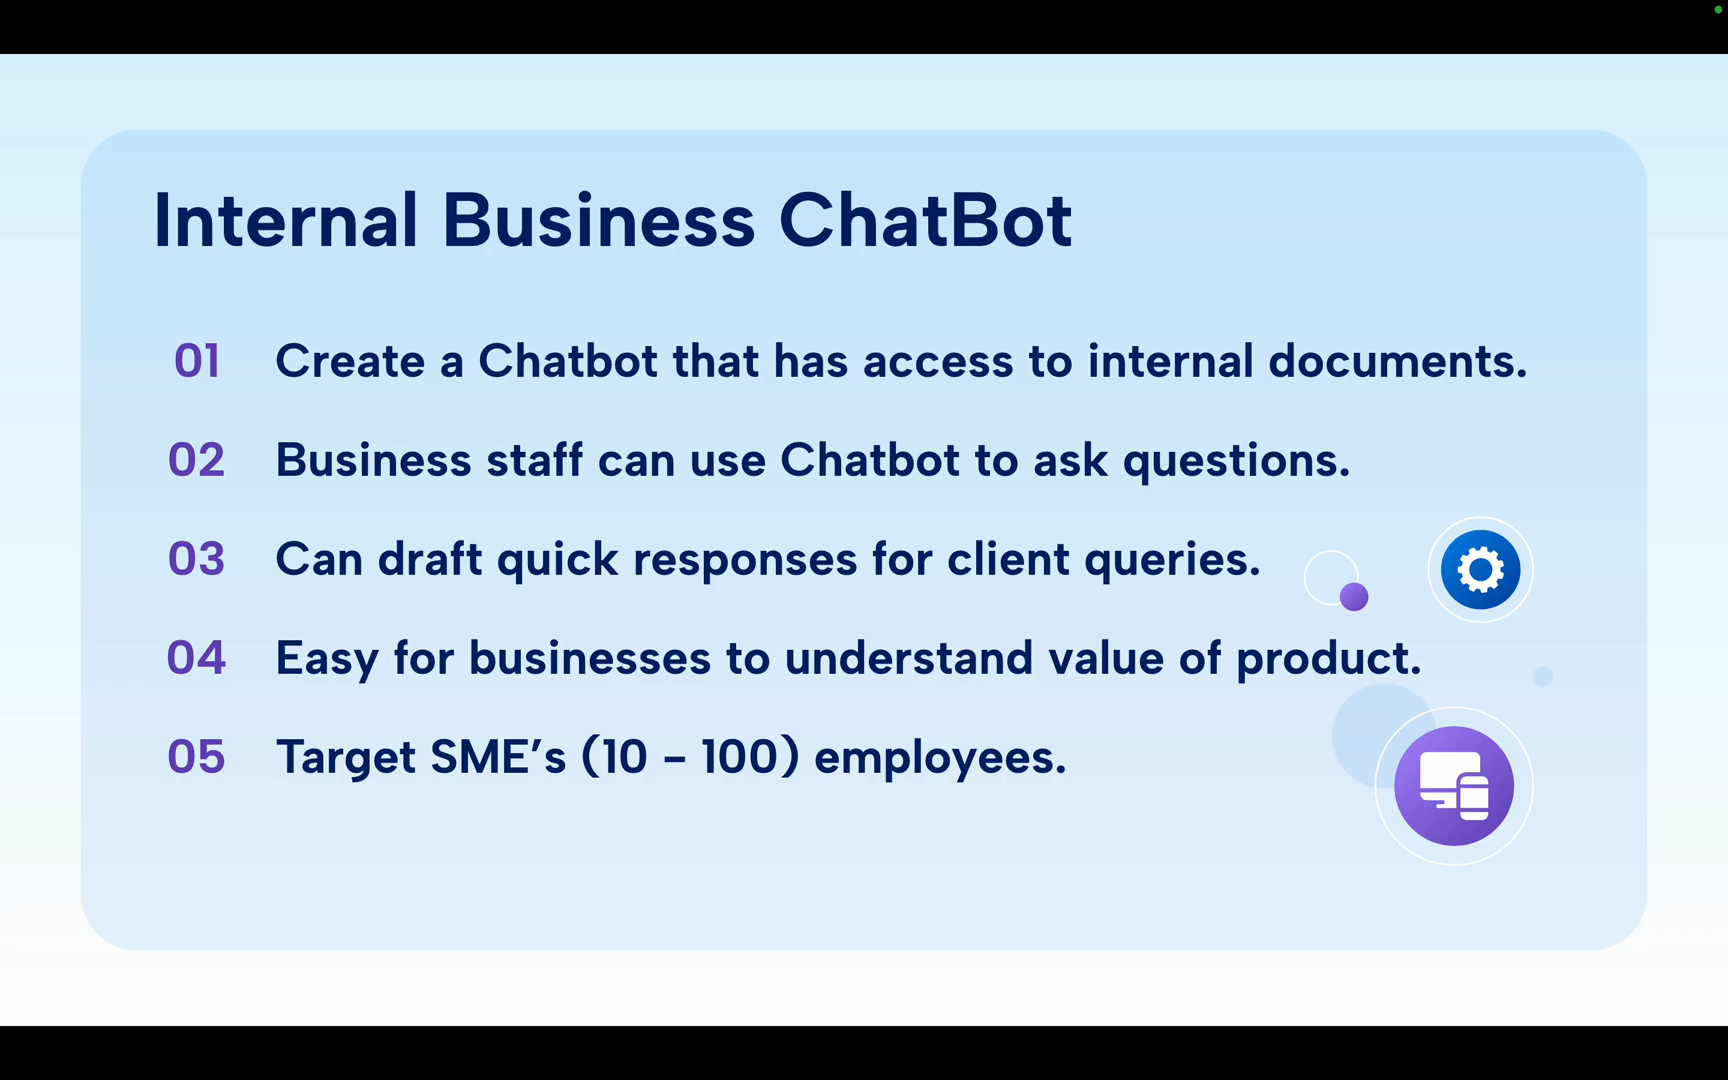 Internal Business ChatBot
01 Create a Chatbot that has access to internal documents.
02 Business staff can use Chatbot to ask questions.
03 Can draft quick responses for client queries.
04 Easy for businesses to understand value of product.
05 Target SME’s (10 – 100) employees.